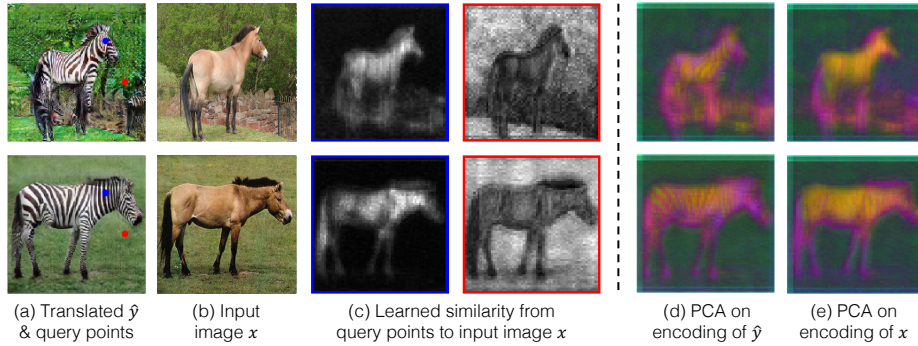 (a) Translated ŷ
& query points
(b) Input
image x
(c) Learned similarity from
query points to input image x
(d) PCA on
encoding of ŷ
(e) PCA on
encoding of x